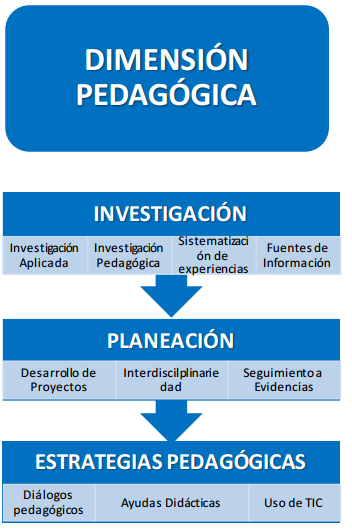 DIMENSIÓN
PEDAGÓGICA
INVESTIGACIÓN
Investigación
Aplicada
Investigación
Pedagógica
Sistematizaci
ón de
experiencias
Fuentes de
Información
PLANEACIÓN
Desarrollo de
Proyectos
Interdiscilplinarie
dad
Seguimiento a
Evidencias
ESTRATEGIAS PEDAGÓGICAS
Diálogos
pedagógicos
Ayudas Didácticas
Uso de TIC